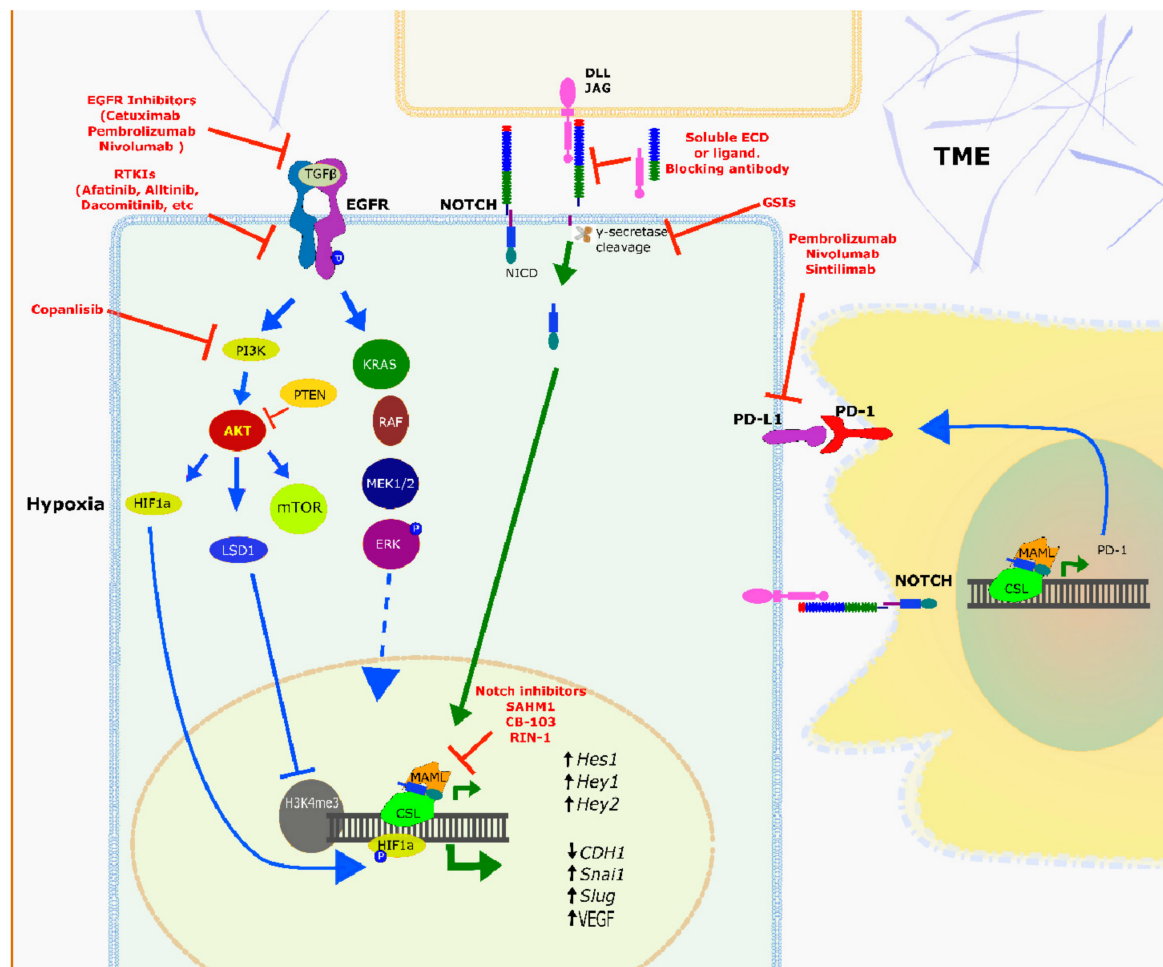 DLL
JAG
EGFR Inhibitors
(Cetuximab
Pembrolizumab
Nivolumab )
Soluble ECD
or ligand.
Blocking antibody
TME
RTKIs
(Afatinib, Alltinib,
Dacomitinib, etc
TGFβ
EGFR
NOTCH
GSIs
γ-secretase
cleavage
P
NICD
Pembrolizumab
Nivolumab
Sintilimab
Copanlisib
PI3K
KRAS
PTEN
AKT
RAF
PD-L1
PD-1
MEK1/2
Hypoxia
HIF1a
mTOR
P
ERK
LSD1
MAML
PD-1
CSL
NOTCH
Notch inhibitors
SAHM1
CB-103
RIN-1
MAML
H3K4me3
CSL
HIF1a
P
↑Hes1
↑Hey1
↑Hey2
↓CDH1
↑Snai1
↑Slug
↑VEGF